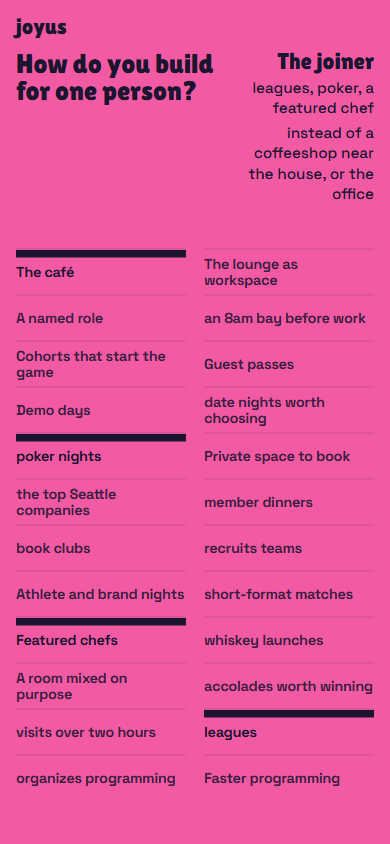 joyus
How do you build
for one person?
The joiner
leagues, poker, a
featured chef
instead of a
coffeeshop near
the house, or the
office
The café
A named role
Cohorts that start the
game
Demo days
poker nights
the top Seattle
companies
book clubs
Athlete and brand nights
Featured chefs
A room mixed on
purpose
visits over two hours
organizes programming
The lounge as
workspace
an 8am bay before work
Guest passes
date nights worth
choosing
Private space to book
member dinners
recruits teams
short-format matches
whiskey launches
accolades worth winning
leagues
Faster programming